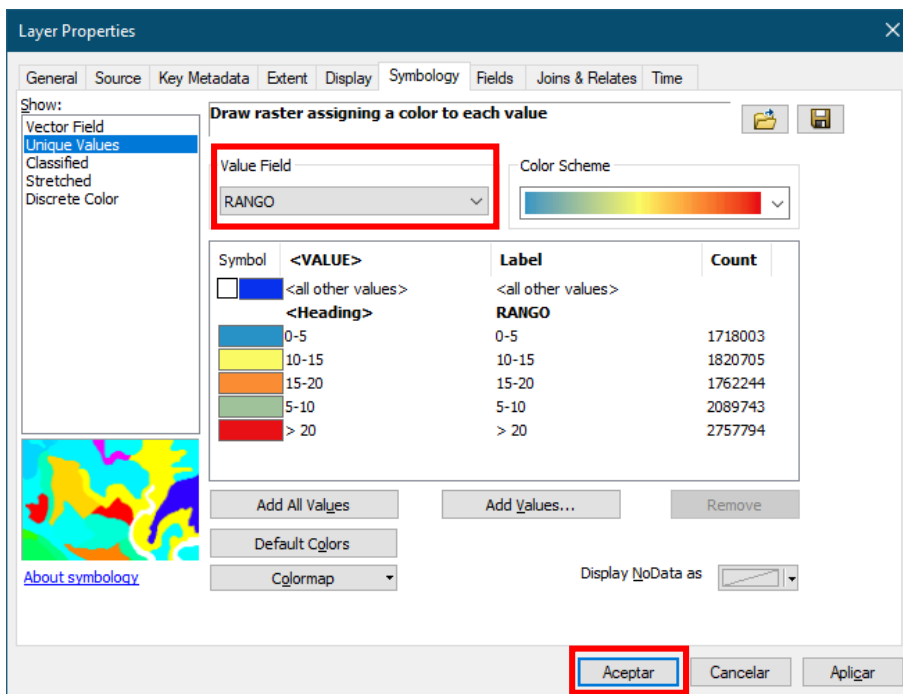 Layer Properties
General Source Key Metadata Extent Display Symbology Fields Joins & Relates Time
Show:
Vector Field
Unique Values
Classified
Stretched
Discrete Color
About symbology
Draw raster assigning a color to each value
Value Field
RANGO
Color Scheme
Symbol <VALUE> Label Count
<all other values> <all other values>
<Heading> RANGO
0-5 0-5 1718003
10-15 10-15 1820705
15-20 15-20 1762244
5-10 5-10 2089743
> 20 > 20 2757794
Add All Values Add Values... Remove
Default Colors
Colormap Display NoData as
Aceptar Cancelar Aplicar